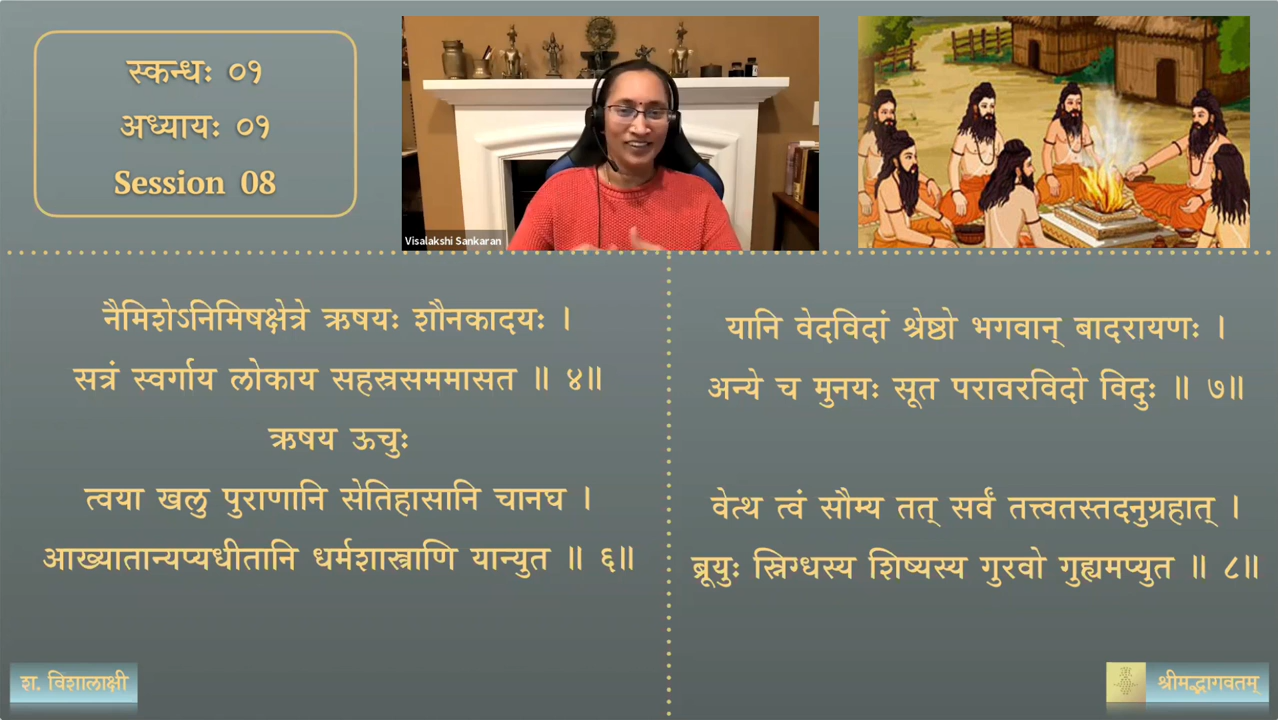 स्कन्धः ०१
अध्यायः ०१
Session 08
Visalakshi Sankaran
नैमिशेऽनिमिषक्षेत्रे ऋषयः शौनकादयः ।
सत्रं स्वर्गाय लोकाय सहस्रसममासत ॥ ४॥
ऋषय ऊचुः
त्वया खलु पुराणानि सेतिहासानि चानघ ।
आख्यातान्यप्यधीतानि धर्मशास्त्राणि यान्युत ॥ ६॥
यानि वेदविदां श्रेष्ठो भगवान् बादरायणः ।
अन्ये च मुनयः सूत परावरविदो विदुः ॥ ७॥
वेत्थ त्वं सौम्य तत् सर्वं तत्त्वतस्तदनुग्रहात् ।
ब्रूयुः स्निग्धस्य शिष्यस्य गुरवो गुह्यमप्युत ॥ ८॥
श. विशालाक्षी
श्रीमद्भागवतम्